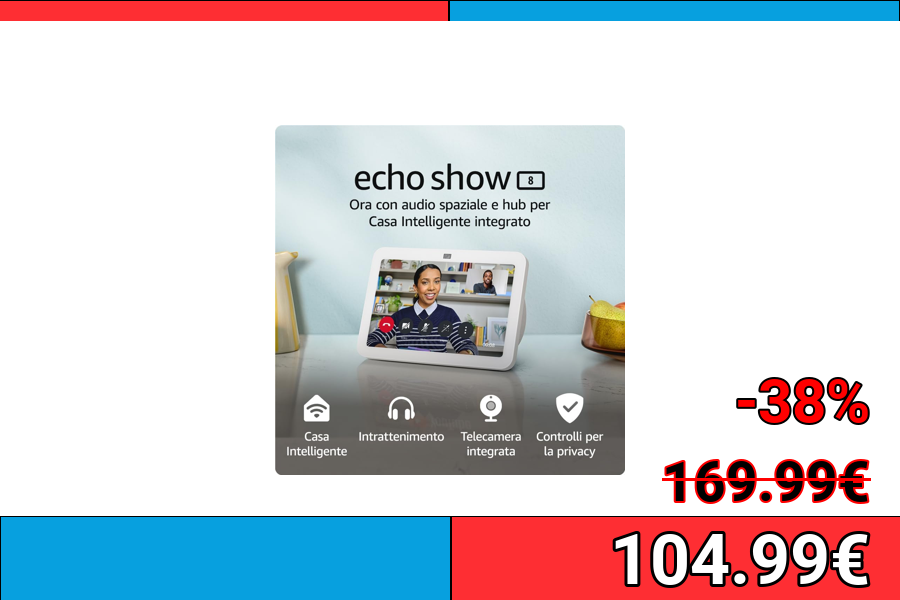 echo show 8
Ora con audio spaziale e hub per
Casa Intelligente integrato
Casa
Intelligente
Intrattenimento
Telecamera
integrata
Controlli per
la privacy
-38%
169.99€
104.99€